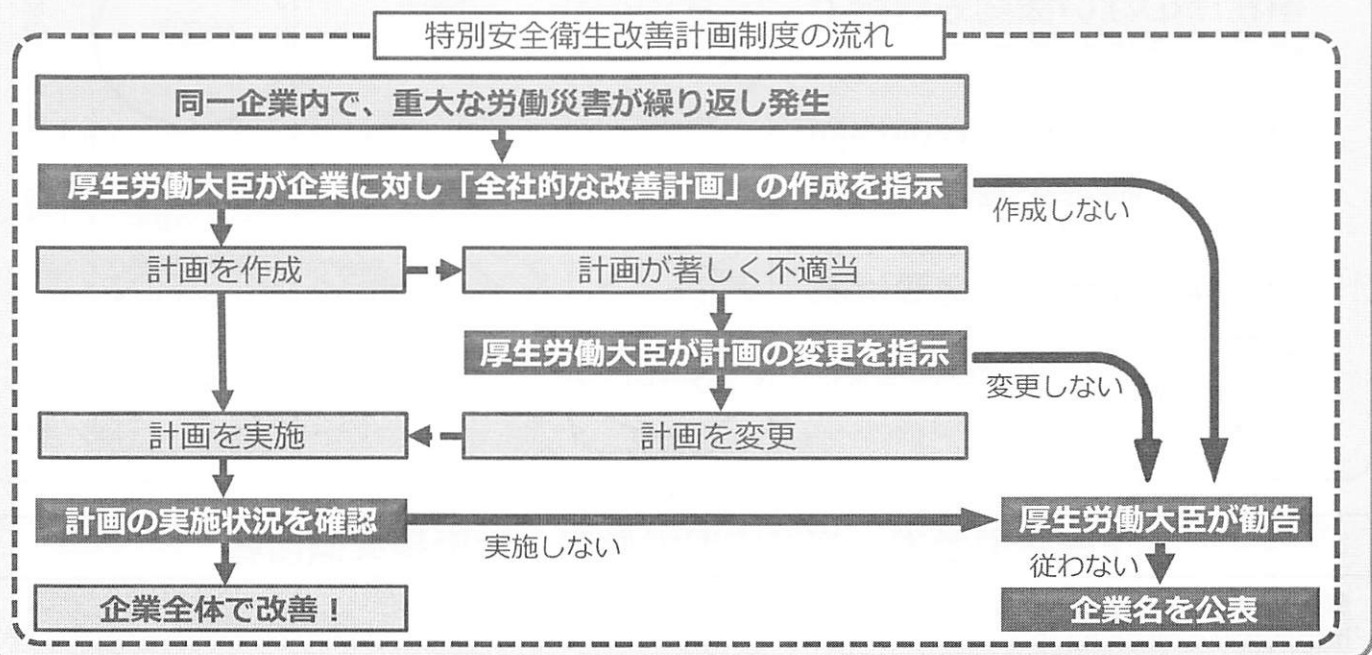 特別安全衛生改善計画制度の流れ
同一企業内で、重大な労働災害が繰り返し発生
厚生労働大臣が企業に対し「全社的な改善計画」の作成を指示
作成しない
計画を作成
計画が著しく不適当
厚生労働大臣が計画の変更を指示
変更しない
計画を実施
計画を変更
計画の実施状況を確認
実施しない
厚生労働大臣が勧告
従わない
企業全体で改善！
企業名を公表